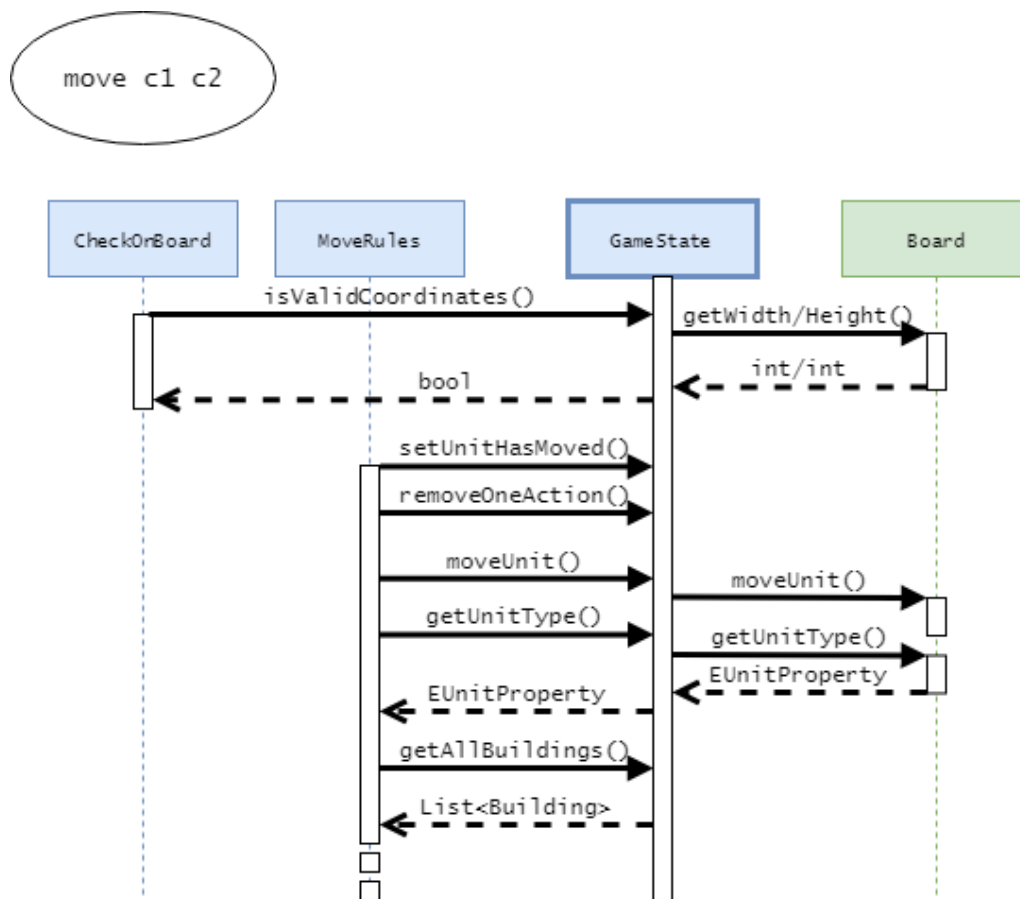 move c1 c2
CheckOnBoard
MoveRules
GameState
Board
isValidCoordinates()
getWidth/Height()
int/int
bool
setUnitHasMoved()
removeOneAction()
moveUnit()
moveUnit()
getUnitType()
getUnitType()
EUnitProperty
EUnitProperty
getAllBuildings()
List<Building>